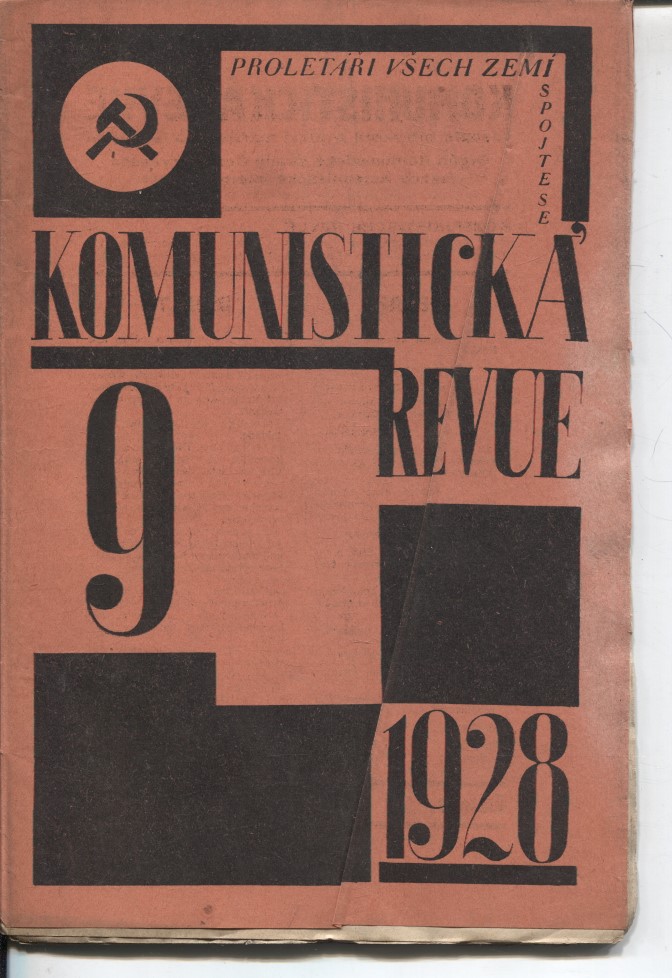 PROLETÁŘI VŠECH ZEMÍ
SPOJTE SE
KOMUNISTICKÁ
REVUE
9
1928